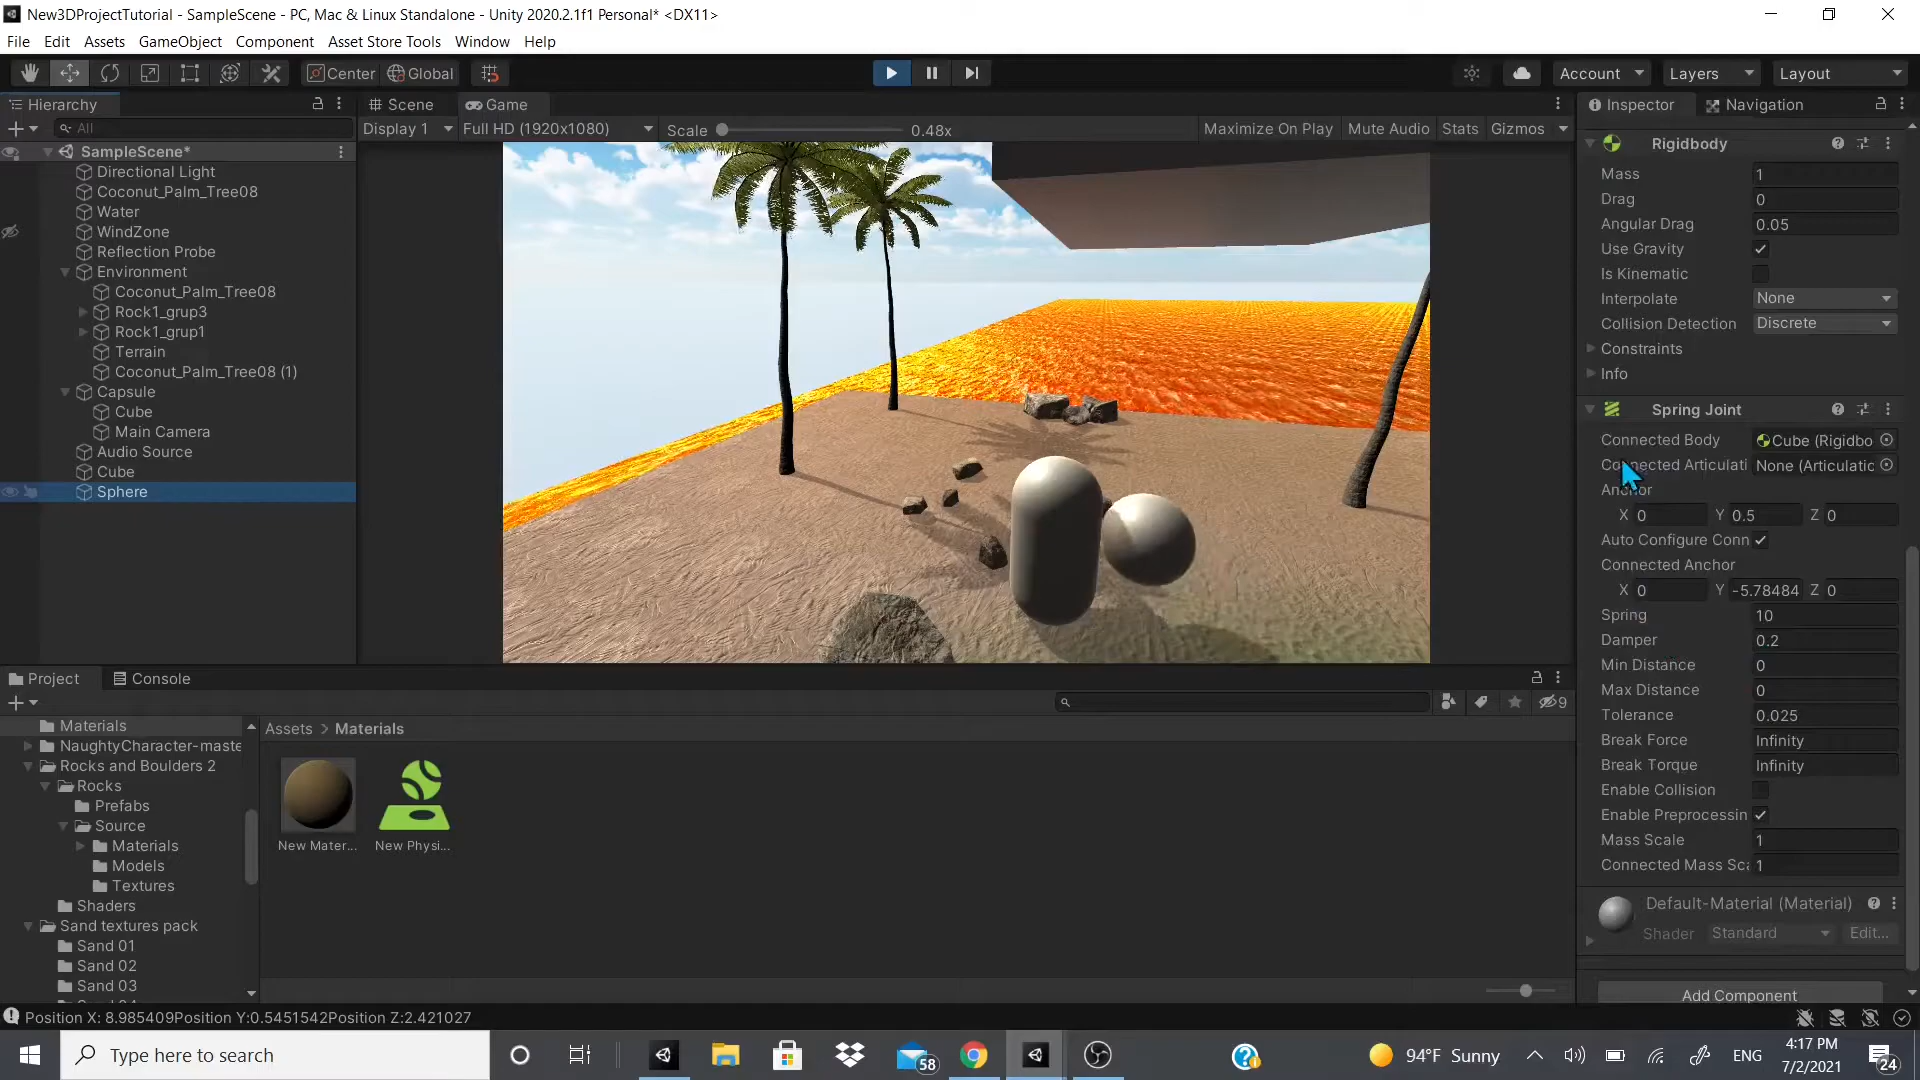 New3DProjectTutorial - SampleScene - PC, Mac & Linux Standalone - Unity 2020.2.1f1 Personal* <DX11>
File Edit Assets GameObject Component Asset Store Tools Window Help
Center Global Account Layers Layout
Hierarchy
All
SampleScene*
Directional Light
Coconut_Palm_Tree08
Water
WindZone
Reflection Probe
Environment
Coconut_Palm_Tree08
Rock1_grup3
Rock1_grup1
Terrain
Coconut_Palm_Tree08 (1)
Capsule
Cube
Main Camera
Audio Source
Cube
Sphere
Scene Game
Display 1 Full HD (1920x1080) Scale 0.48x Maximize On Play Mute Audio Stats Gizmos
Inspector Navigation
Rigidbody
Mass 1
Drag 0
Angular Drag 0.05
Use Gravity
Is Kinematic
Interpolate None
Collision Detection Discrete
Constraints
Info
Spring Joint
Connected Body Cube (Rigidbo
Connected Articulati None (Articulatic
Anchor
X 0 Y 0.5 Z 0
Auto Configure Conn
Connected Anchor
X 0 Y -5.78484 Z 0
Spring 10
Damper 0.2
Min Distance 0
Max Distance 0
Tolerance 0.025
Break Force Infinity
Break Torque Infinity
Enable Collision
Enable Preprocessin
Mass Scale 1
Connected Mass Sca 1
Default-Material (Material)
Shader Standard Edit...
Add Component
Project Console
9
Materials
NaughtyCharacter-maste
Rocks and Boulders 2
Rocks
Prefabs
Source
Materials
Models
Textures
Shaders
Sand textures pack
Sand 01
Sand 02
Sand 03
Assets > Materials
New Mater... New Physi...
Position X: 8.985409Position Y:0.5451542Position Z:2.421027
Type here to search
58
94°F Sunny
ENG
4:17 PM
7/2/2021
24